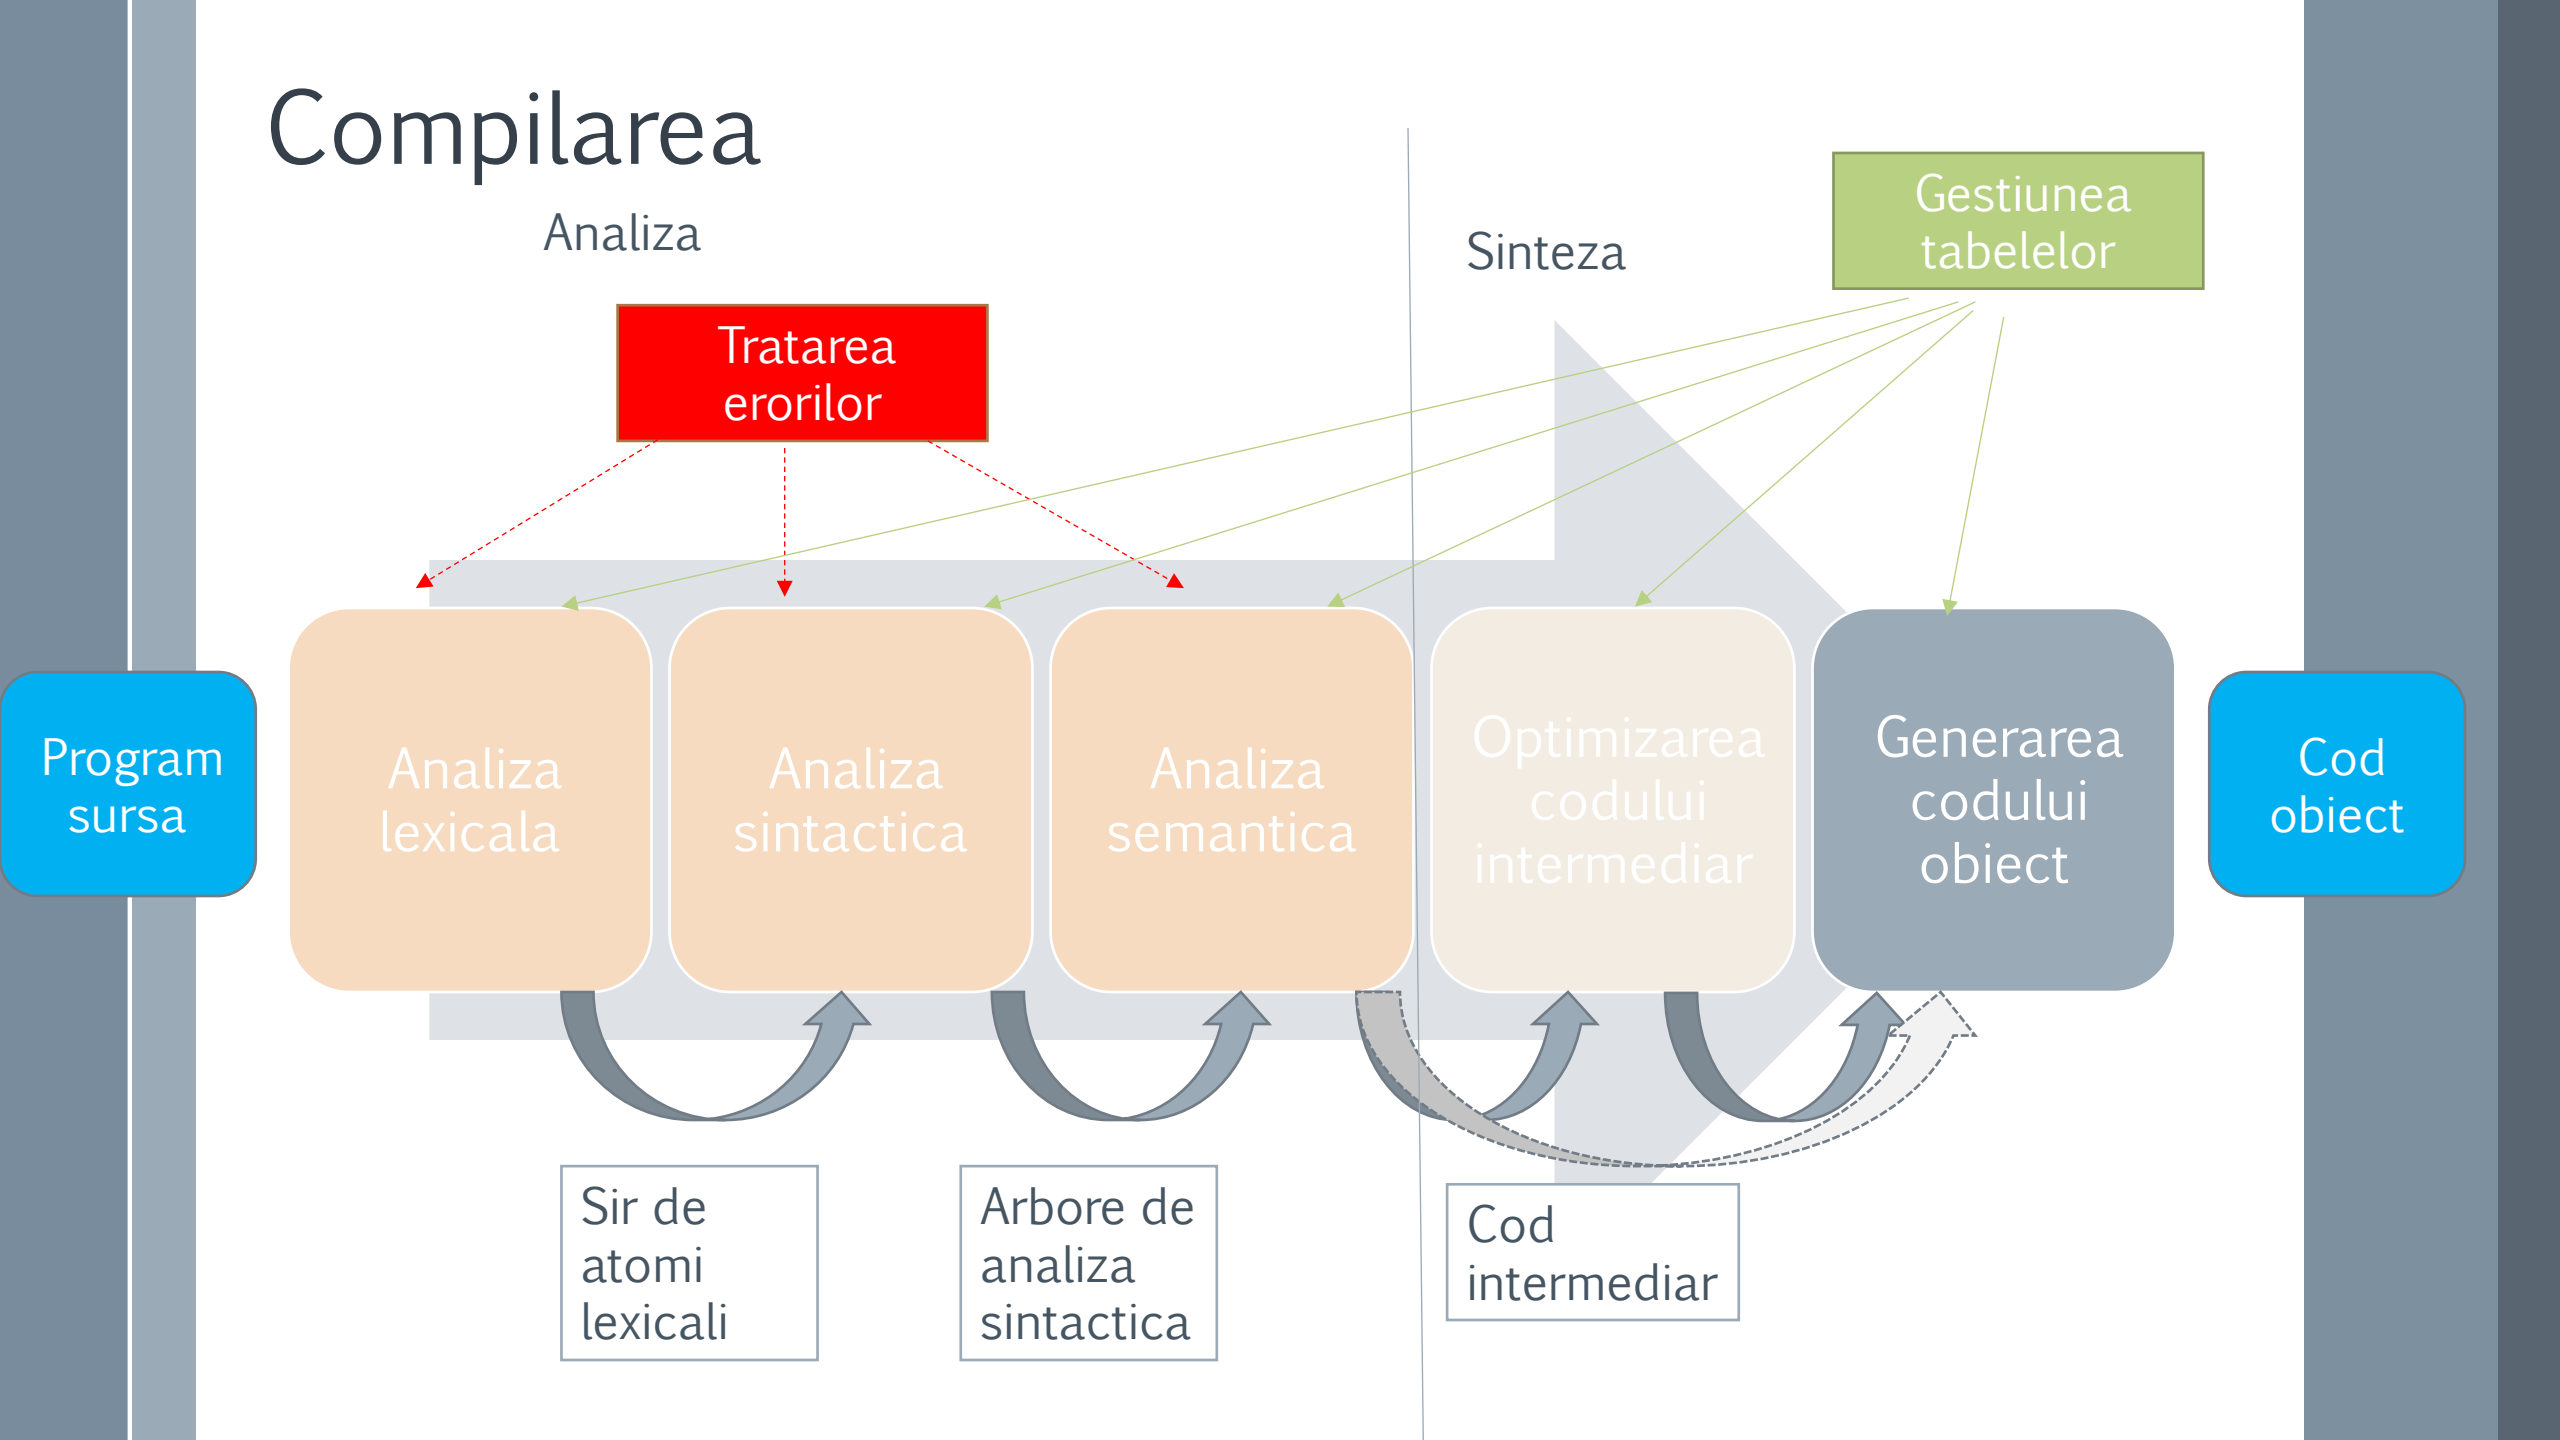 Compilarea
Analiza
Sinteza
Gestiunea
tabelelor
Tratarea
erorilor
Program
sursa
Analiza
lexicala
Analiza
sintactica
Analiza
semantica
Optimizarea
codului
intermediar
Generarea
codului
obiect
Cod
obiect
Sir de
atomi
lexicali
Arbore de
analiza
sintactica
Cod
intermediar